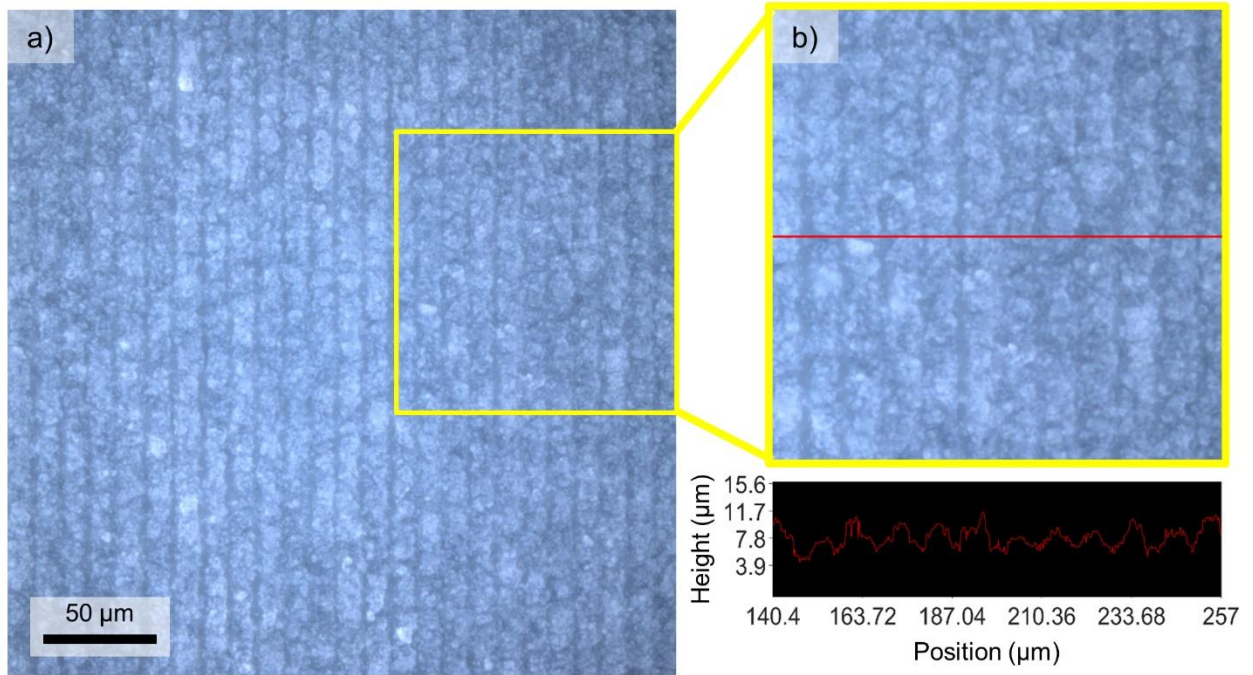 a)
b)
50 µm
Height (µm)
15.6
11.7
7.8
3.9
140.4 163.72 187.04 210.36 233.68 257
Position (µm)